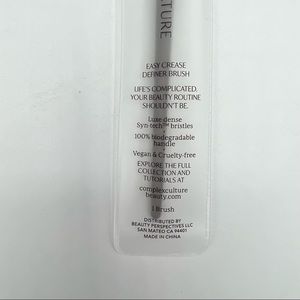 CULTURE
EASY CREASE
DEFINER BRUSH
LIFE'S COMPLICATED.
YOUR BEAUTY ROUTINE
SHOULDN'T BE.
Luxe dense
Syn-tech™ bristles
100% biodegradable
handle
Vegan & Cruelty-free
EXPLORE THE FULL
COLLECTION AND
TUTORIALS AT
complexculture
beauty.com
1 Brush
DISTRIBUTED BY
BEAUTY PERSPECTIVES LLC
SAN MATEO CA 94401
MADE IN CHINA